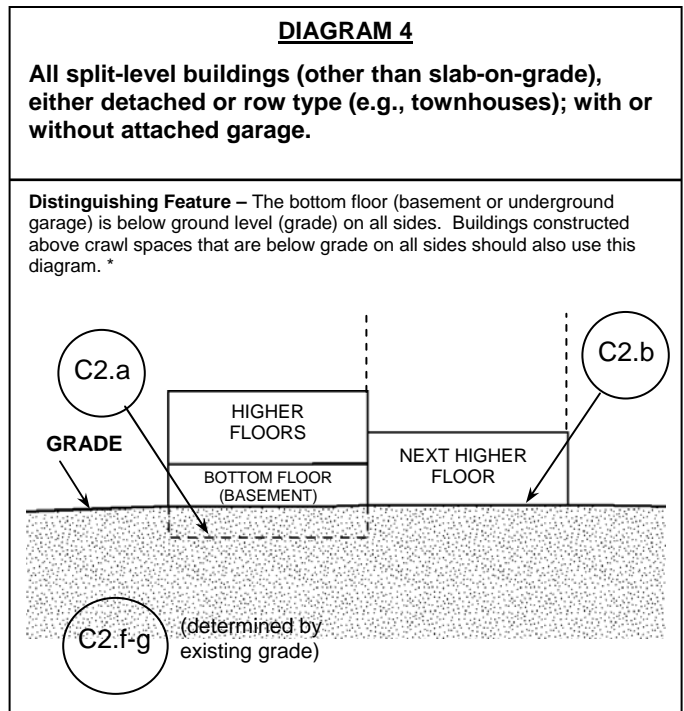 DIAGRAM 4
All split-level buildings (other than slab-on-grade),
either detached or row type (e.g., townhouses); with or
without attached garage.
Distinguishing Feature – The bottom floor (basement or underground
garage) is below ground level (grade) on all sides.  Buildings constructed
above crawl spaces that are below grade on all sides should also use this
diagram. *
C2.a
C2.b
HIGHER
FLOORS
GRADE
NEXT HIGHER
FLOOR
BOTTOM FLOOR
(BASEMENT)
C2.f-g
(determined by
existing grade)